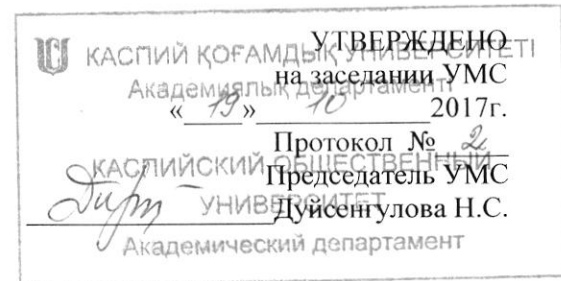 КАСПИЙ ҚОҒАМДЫҚ УНИВЕРСИТЕТІ
Академиялық департаменті
УТВЕРЖДЕНО
на заседании УМС
« 19 » 10 2017г.
Протокол № 2
Председатель УМС
Дуйсенгулова Н.С.
КАСПИЙСКИЙ ОБЩЕСТВЕННЫЙ
УНИВЕРСИТЕТ
Академический департамент